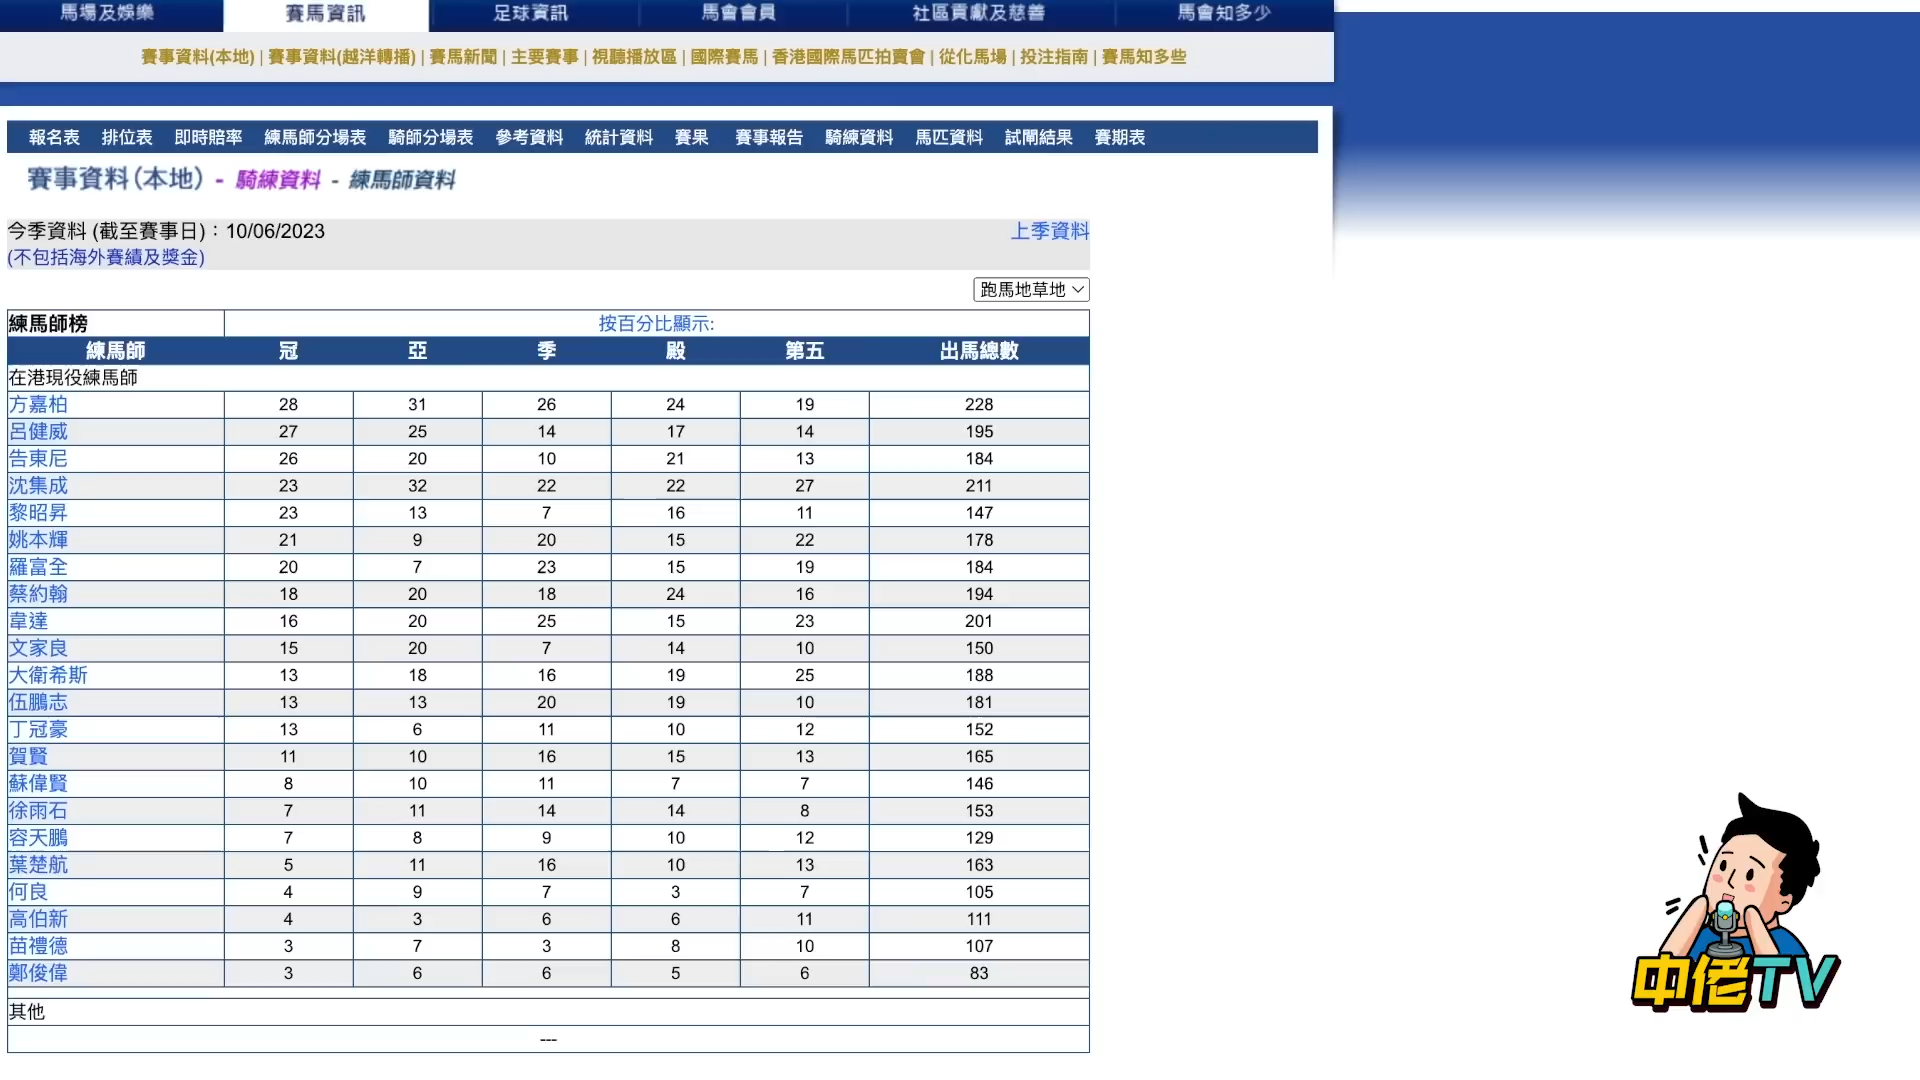 馬場及娛樂 賽馬資訊 足球資訊 馬會會員 社區貢獻及慈善 馬會知多少
賽事資料(本地) | 賽事資料(越洋轉播) | 賽馬新聞 | 主要賽事 | 視聽播放區 | 國際賽馬 | 香港國際馬匹拍賣會 | 從化馬場 | 投注指南 | 賽馬知多些
報名表 排位表 即時賠率 練馬師分場表 騎師分場表 參考資料 統計資料 賽果 賽事報告 騎練資料 馬匹資料 試閘結果 賽期表
賽事資料(本地) - 騎練資料 - 練馬師資料
今季資料 (截至賽事日)：10/06/2023 上季資料
(不包括海外賽績及獎金)
跑馬地草地
練馬師榜 按百分比顯示:
練馬師 冠 亞 季 殿 第五 出馬總數
在港現役練馬師
方嘉柏 28 31 26 24 19 228
呂健威 27 25 14 17 14 195
告東尼 26 20 10 21 13 184
沈集成 23 32 22 22 27 211
黎昭昇 23 13 7 16 11 147
姚本輝 21 9 20 15 22 178
羅富全 20 7 23 15 19 184
蔡約翰 18 20 18 24 16 194
韋達 16 20 25 15 23 201
文家良 15 20 7 14 10 150
大衛希斯 13 18 16 19 25 188
伍鵬志 13 13 20 19 10 181
丁冠豪 13 6 11 10 12 152
賀賢 11 10 16 15 13 165
蘇偉賢 8 10 11 7 7 146
徐雨石 7 11 14 14 8 153
容天鵬 7 8 9 10 12 129
葉楚航 5 11 16 10 13 163
何良 4 9 7 3 7 105
高伯新 4 3 6 6 11 111
苗禮德 3 7 3 8 10 107
鄭俊偉 3 6 6 5 6 83
其他
---
中佬TV